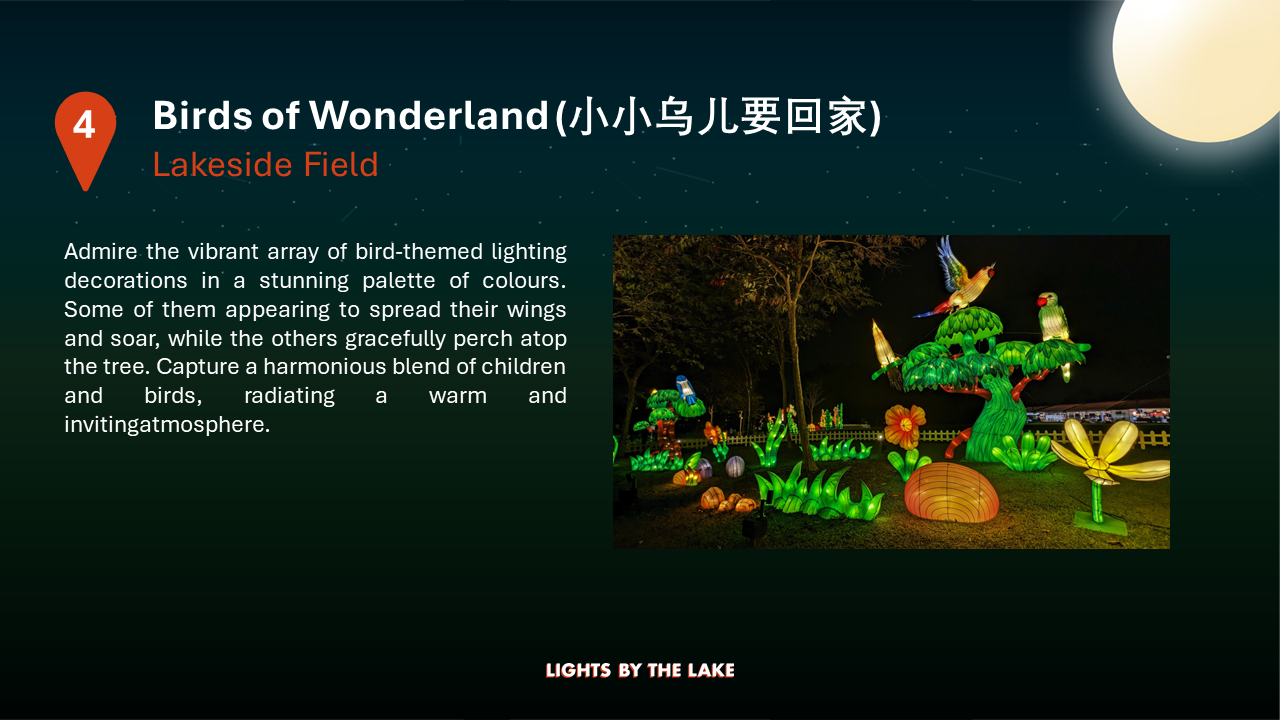 4
Birds of Wonderland (小小乌儿要回家)
Lakeside Field
Admire the vibrant array of bird-themed lighting
decorations in a stunning palette of colours.
Some of them appearing to spread their wings
and soar, while the others gracefully perch atop
the tree. Capture a harmonious blend of children
and birds, radiating a warm and
invitingatmosphere.
LIGHTS BY THE LAKE